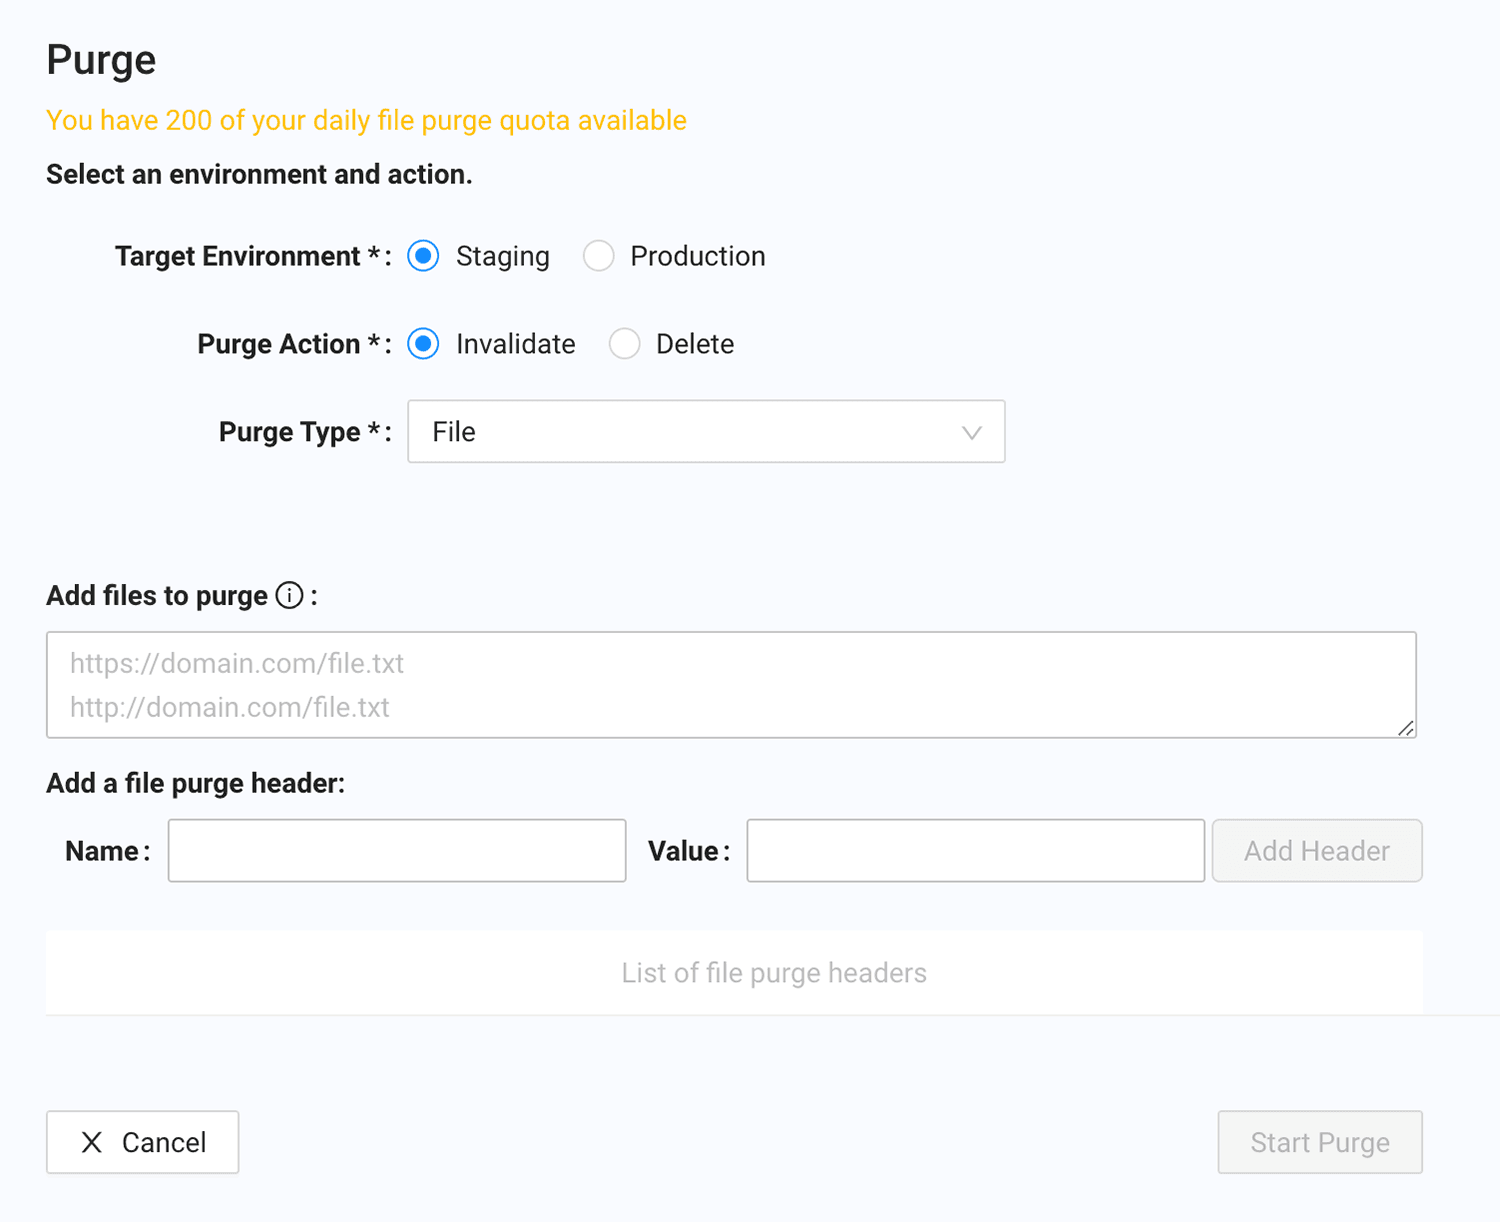 Purge
You have 200 of your daily file purge quota available
Select an environment and action.
Target Environment *: Staging Production
Purge Action *: Invalidate Delete
Purge Type *: File
Add files to purge i :
https://domain.com/file.txt
http://domain.com/file.txt
Add a file purge header:
Name: Value: Add Header
List of file purge headers
X Cancel Start Purge